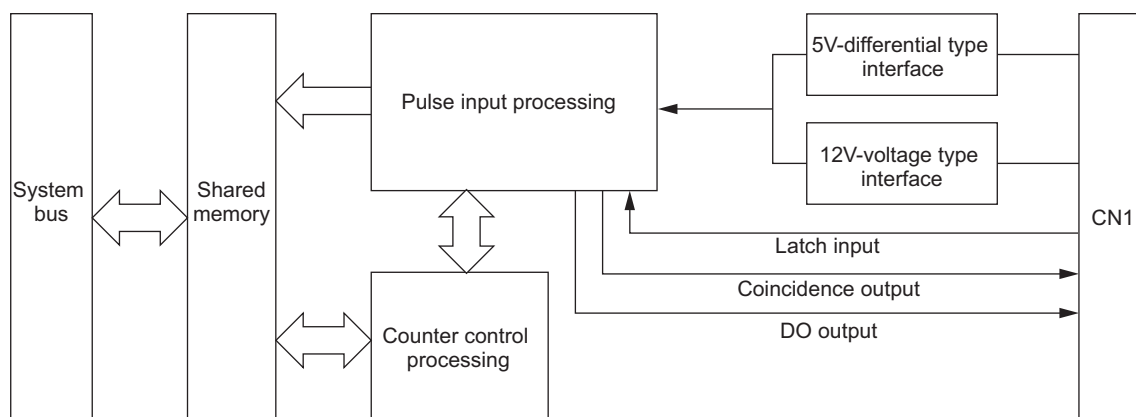 5V-differential type
interface
Pulse input processing
12V-voltage type
interface
System
bus
Shared
memory
CN1
Latch input
Coincidence output
DO output
Counter control
processing